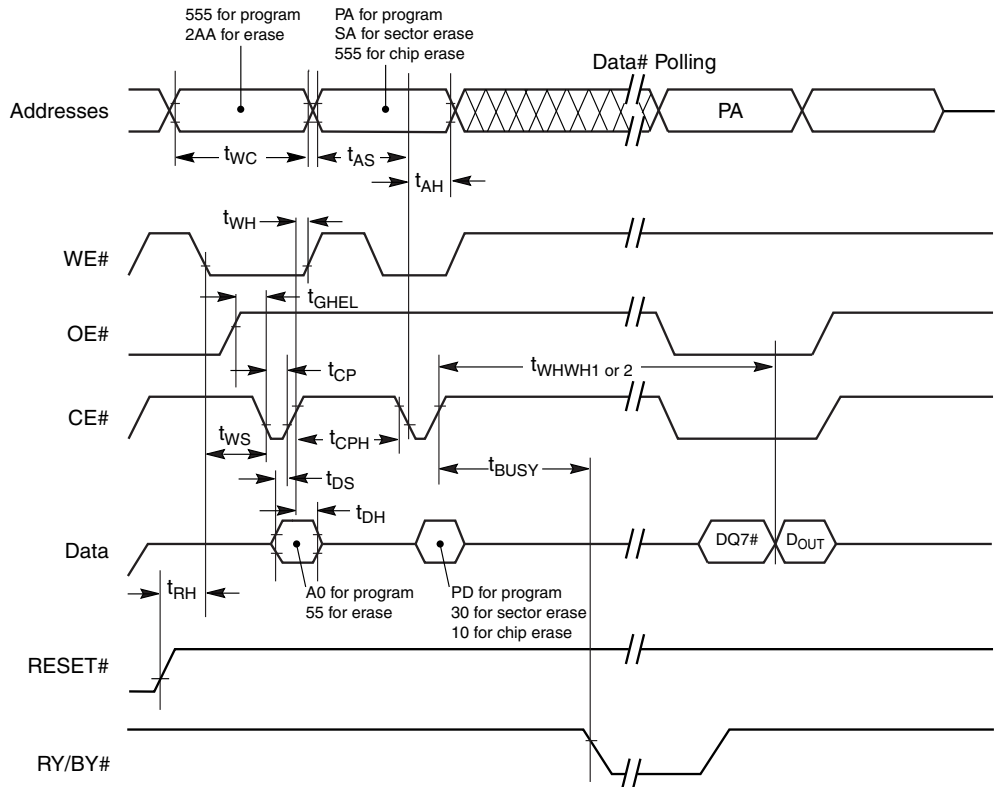 555 for program
2AA for erase
PA for program
SA for sector erase
555 for chip erase
Data# Polling
Addresses
PA
tWC
tAS
tAH
tWH
WE#
tGHEL
OE#
tCP
tWHWH1 or 2
CE#
tWS
tCPH
tBUSY
tDS
tDH
Data
DQ7#
DOUT
tRH
A0 for program
55 for erase
PD for program
30 for sector erase
10 for chip erase
RESET#
RY/BY#